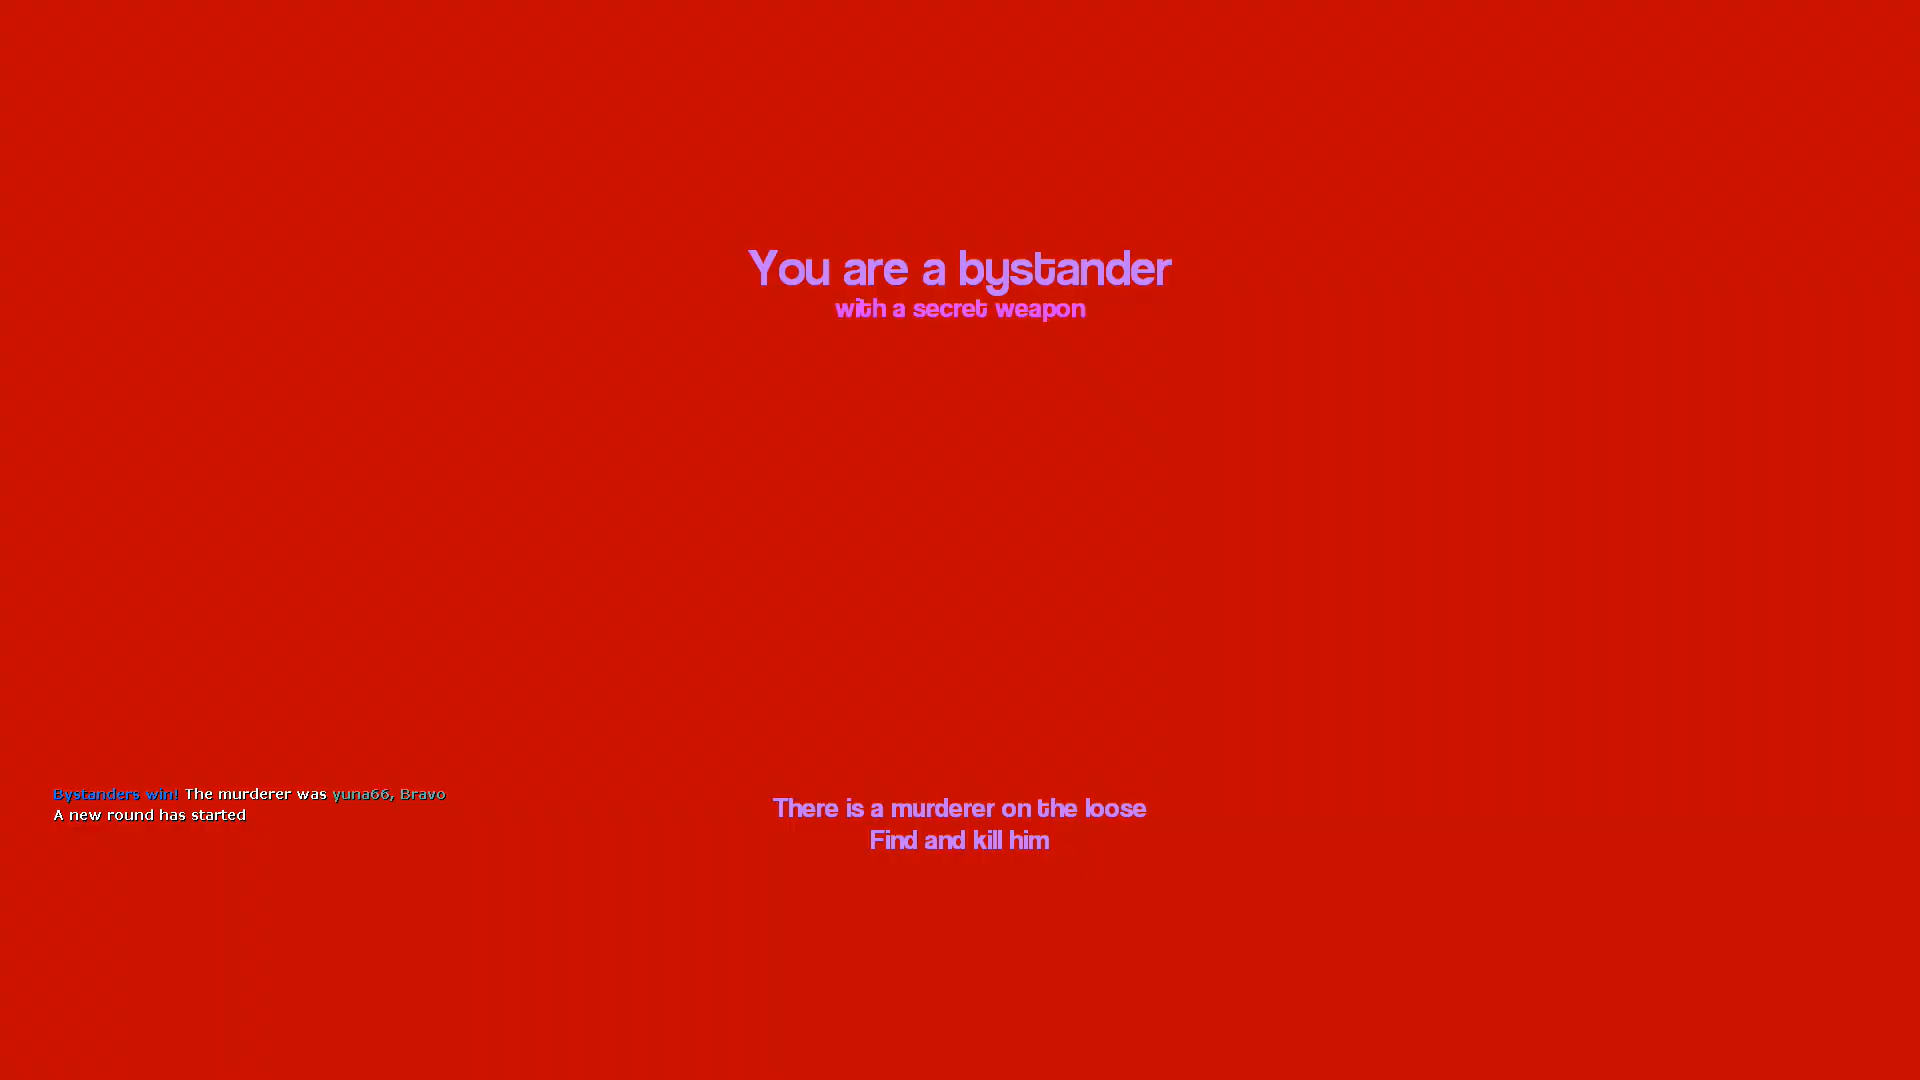 You are a bystander
with a secret weapon
Bystanders win! The murderer was yuna66, Bravo
A new round has started
There is a murderer on the loose
Find and kill him